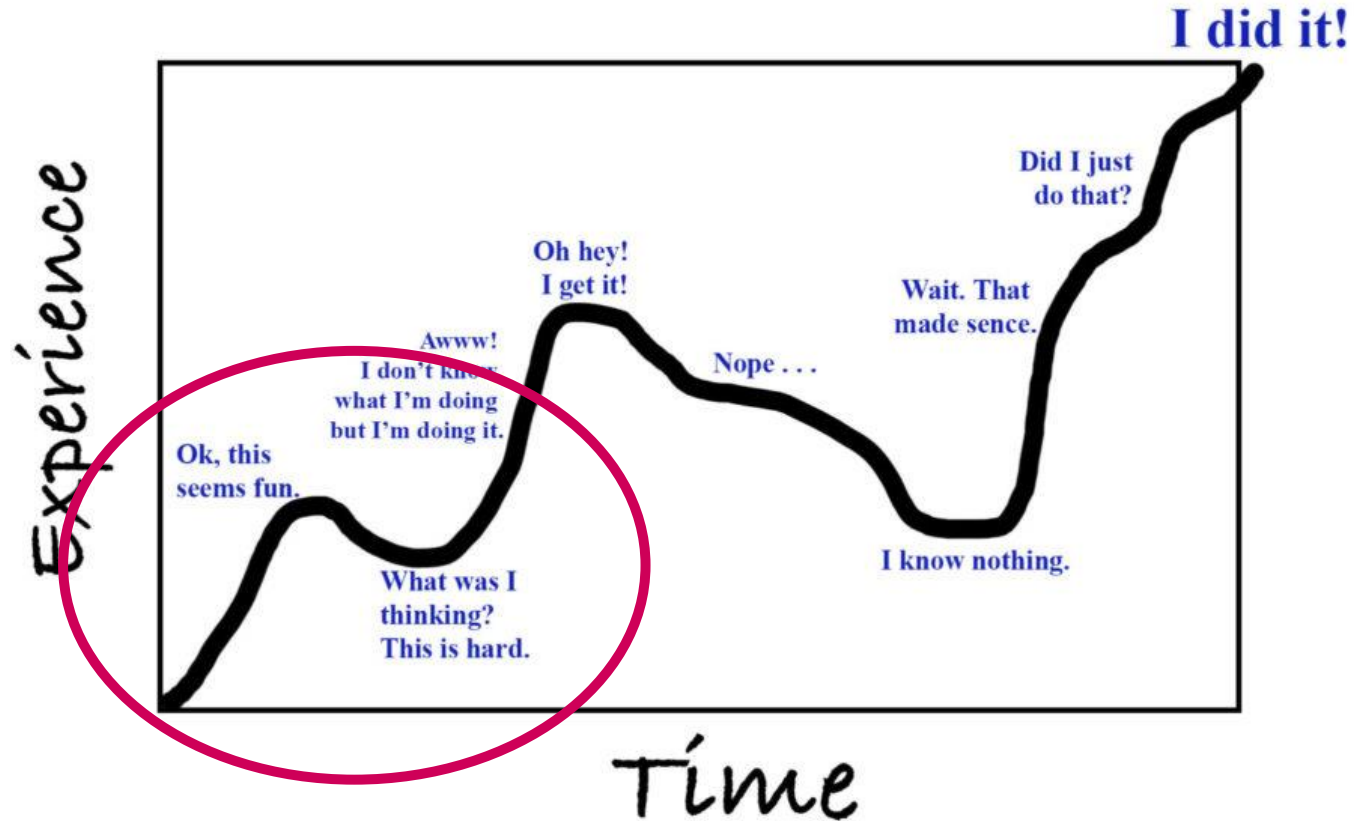 I did it!
Experience
Did I just
do that?
Oh hey!
I get it!
Wait. That
made sence.
Awww!
I don't know
what I'm doing
but I'm doing it.
Nope . . .
Ok, this
seems fun.
I know nothing.
What was I
thinking?
This is hard.
Time